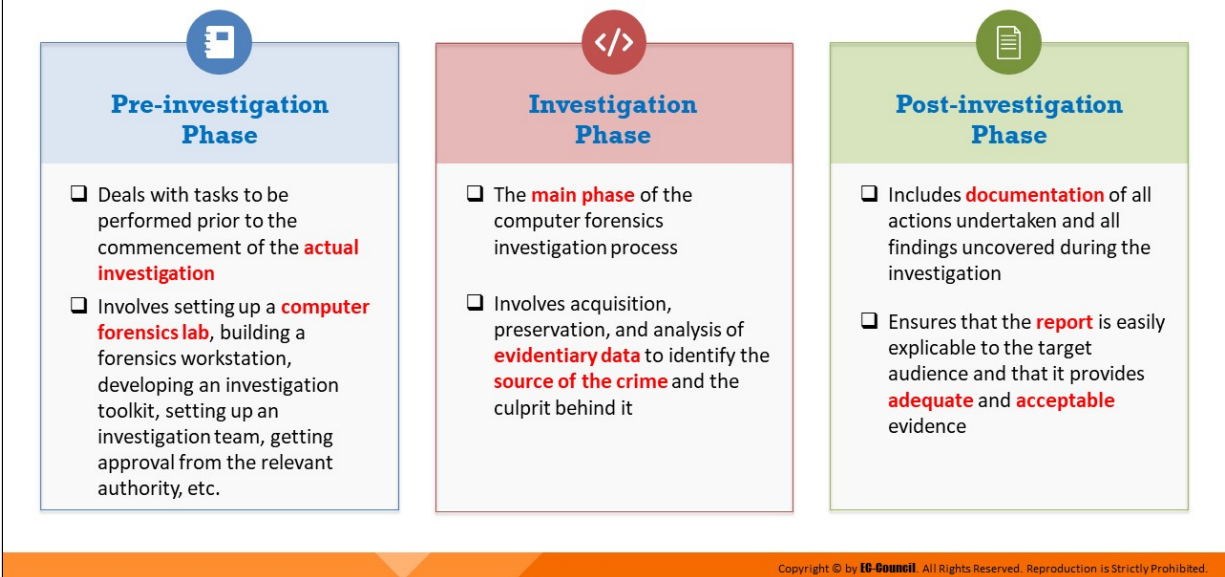 </>
Pre-investigation
Phase
❑ Deals with tasks to be
performed prior to the
commencement of the actual
investigation
❑ Involves setting up a computer
forensics lab, building a
forensics workstation,
developing an investigation
toolkit, setting up an
investigation team, getting
approval from the relevant
authority, etc.
Investigation
Phase
❑ The main phase of the
computer forensics
investigation process
❑ Involves acquisition,
preservation, and analysis of
evidentiary data to identify the
source of the crime and the
culprit behind it
Post-investigation
Phase
❑ Includes documentation of all
actions undertaken and all
findings uncovered during the
investigation
❑ Ensures that the report is easily
explicable to the target
audience and that it provides
adequate and acceptable
evidence
Copyright © by EC-Council. All Rights Reserved. Reproduction is Strictly Prohibited.